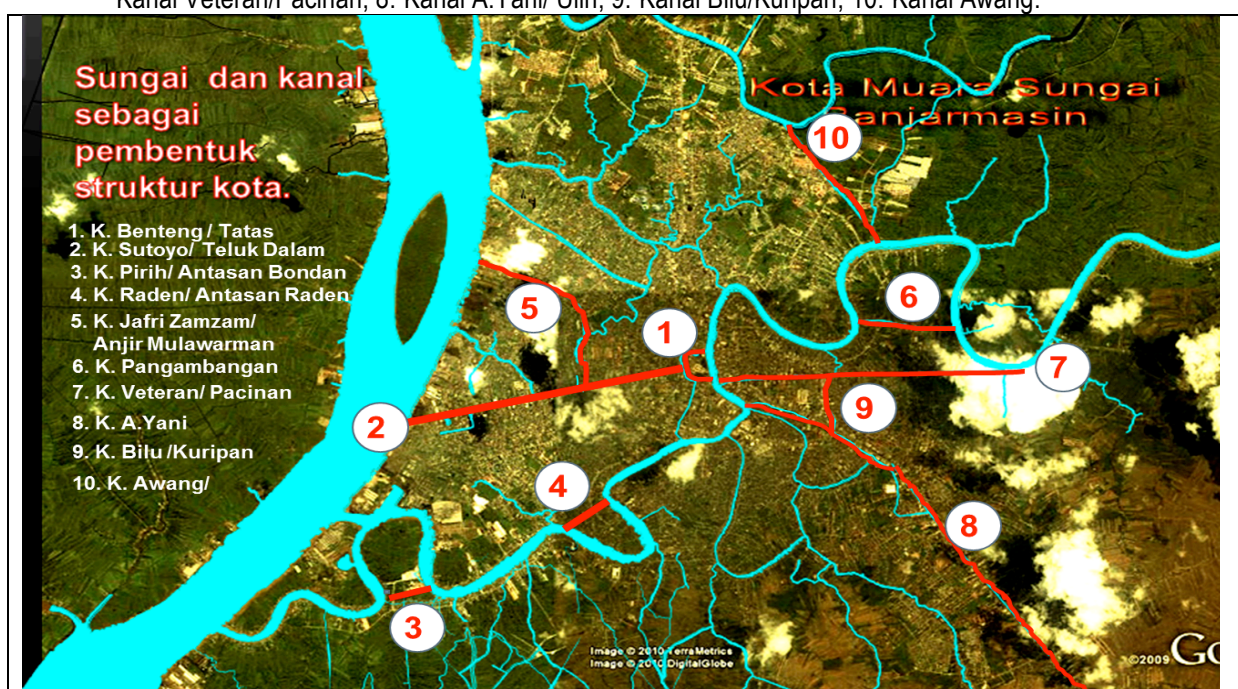 Kanal Veteran/Pacinan, 8. Kanal A.Yani/ Ulin, 9. Kanal Bilu/Kuripan, 10. Kanal Awang.
Sungai dan kanal
sebagai
pembentuk
struktur kota.
Kota Muara Sungai
Banjarmasin
1. K. Benteng / Tatas
2. K. Sutoyo/ Teluk Dalam
3. K. Pirih/ Antasan Bondan
4. K. Raden/ Antasan Raden
5. K. Jafri Zamzam/
Anjir Mulawarman
6. K. Pangambangan
7. K. Veteran/ Pacinan
8. K. A.Yani
9. K. Bilu /Kuripan
10. K. Awang/
10
5
6
1
7
2
9
4
8
3
Image © 2010 TerraMetrics
Image © 2010 DigitalGlobe
©2009 Go